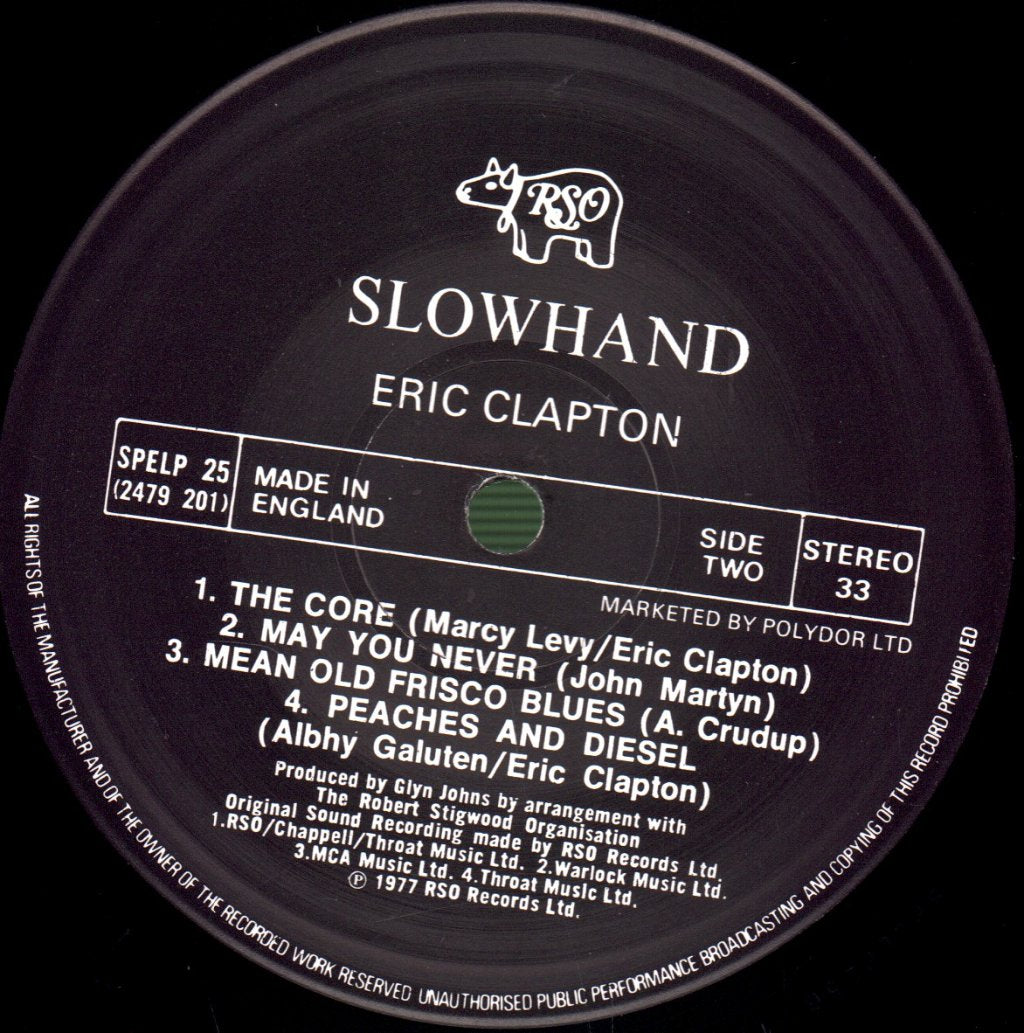 RSO
SLOWHAND
ERIC CLAPTON
SPELP 25
(2479 201)
MADE IN
ENGLAND
SIDE
TWO
STEREO
33
MARKETED BY POLYDOR LTD
1. THE CORE (Marcy Levy/Eric Clapton)
2. MAY YOU NEVER (John Martyn)
3. MEAN OLD FRISCO BLUES (A. Crudup)
4. PEACHES AND DIESEL
(Albhy Galuten/Eric Clapton)
Produced by Glyn Johns by arrangement with
The Robert Stigwood Organisation
Original Sound Recording made by RSO Records Ltd.
1.RSO/Chappell/Throat Music Ltd. 2.Warlock Music Ltd.
3.MCA Music Ltd. 4.Throat Music Ltd.
℗ 1977 RSO Records Ltd.
ALL RIGHTS OF THE MANUFACTURER AND OF THE OWNER OF THE RECORDED WORK RESERVED UNAUTHORISED PUBLIC PERFORMANCE BROADCASTING AND COPYING OF THIS RECORD PROHIBITED